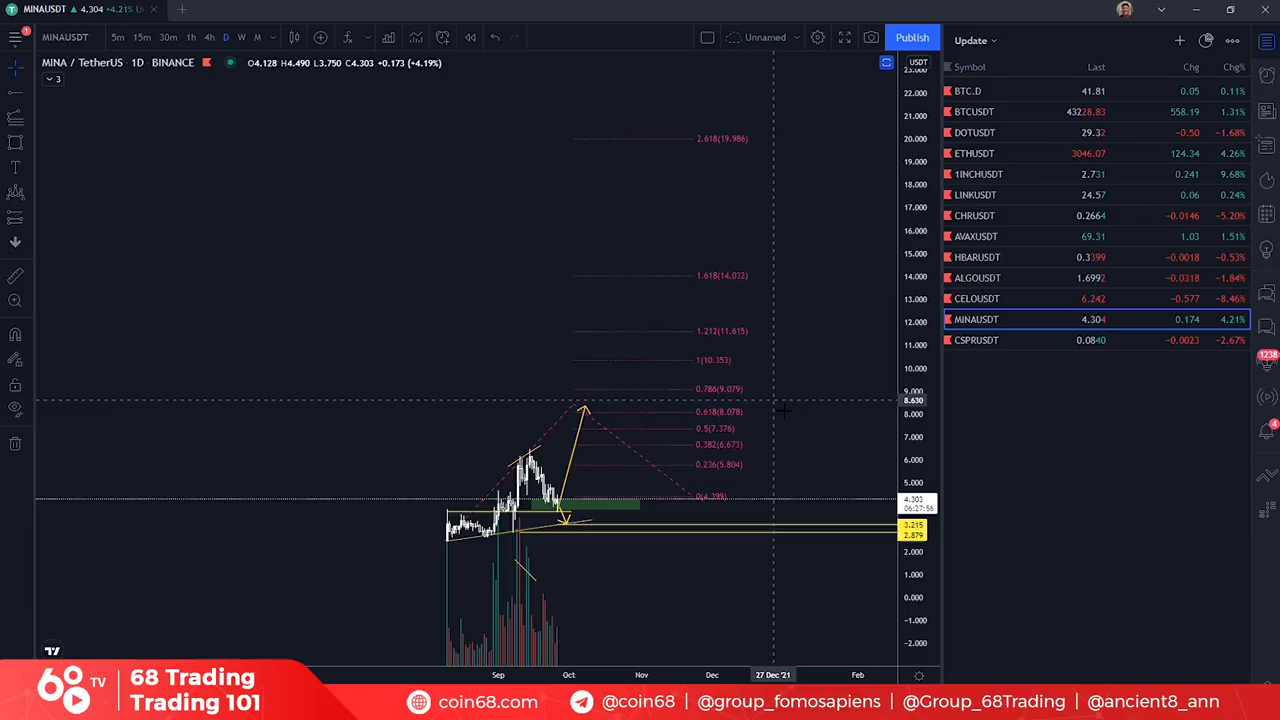 MINAUSDT ▲ 4.304 +4.21% U
MINAUSDT 5m 15m 30m 1h 4h D W M Unnamed Publish
MINA / TetherUS · 1D · BINANCE O4.128 H4.490 L3.750 C4.303 +0.173 (+4.19%)
3
USDT
23.000
22.000
21.000
20.000
19.000
18.000
17.000
16.000
15.000
14.000
13.000
12.000
11.000
10.000
9.000
8.630
8.000
7.000
6.000
5.000
4.303
06:27:56
3.215
2.879
2.000
1.000
0.000
−1.000
−2.000
2.618(19.986)
1.618(14.032)
1.212(11.615)
1(10.353)
0.786(9.079)
0.618(8.078)
0.5(7.376)
0.382(6.673)
0.236(5.804)
0(4.399)
Sep Oct Nov Dec 27 Dec '21 Feb
Update
Symbol Last Chg Chg%
BTC.D 41.81 0.05 0.11%
BTCUSDT 43228.83 558.19 1.31%
DOTUSDT 29.32 −0.50 −1.68%
ETHUSDT 3046.07 124.34 4.26%
1INCHUSDT 2.731 0.241 9.68%
LINKUSDT 24.57 0.06 0.24%
CHRUSDT 0.2664 −0.0146 −5.20%
AVAXUSDT 69.31 1.03 1.51%
HBARUSDT 0.3399 −0.0018 −0.53%
ALGOUSDT 1.6992 −0.0318 −1.84%
CELOUSDT 6.242 −0.577 −8.46%
MINAUSDT 4.304 0.174 4.21%
CSPRUSDT 0.0840 −0.0023 −2.67%
1
1238
4
68 TV
68 Trading
Trading 101
coin68.com @coin68 | @group_fomosapiens | @Group_68Trading | @ancient8_ann